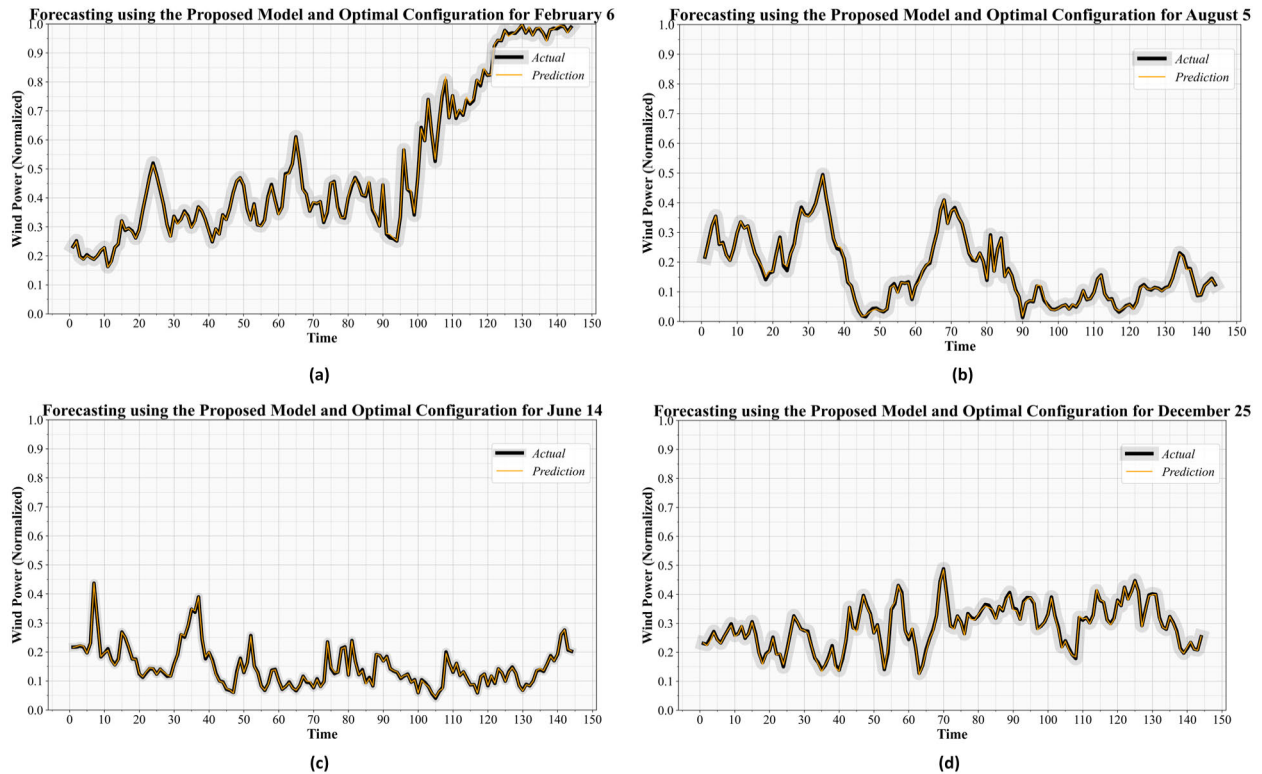 Forecasting using the Proposed Model and Optimal Configuration for February 6
1.0
0.9
0.8
0.7
0.6
0.5
0.4
0.3
0.2
0.1
0.0
Wind Power (Normalized)
Actual
Prediction
0 10 20 30 40 50 60 70 80 90 100 110 120 130 140 150
Time
(a)
Forecasting using the Proposed Model and Optimal Configuration for August 5
1.0
0.9
0.8
0.7
0.6
0.5
0.4
0.3
0.2
0.1
0.0
Wind Power (Normalized)
Actual
Prediction
0 10 20 30 40 50 60 70 80 90 100 110 120 130 140 150
Time
(b)
Forecasting using the Proposed Model and Optimal Configuration for June 14
1.0
0.9
0.8
0.7
0.6
0.5
0.4
0.3
0.2
0.1
0.0
Wind Power (Normalized)
Actual
Prediction
0 10 20 30 40 50 60 70 80 90 100 110 120 130 140 150
Time
(c)
Forecasting using the Proposed Model and Optimal Configuration for December 25
1.0
0.9
0.8
0.7
0.6
0.5
0.4
0.3
0.2
0.1
0.0
Wind Power (Normalized)
Actual
Prediction
0 10 20 30 40 50 60 70 80 90 100 110 120 130 140 150
Time
(d)